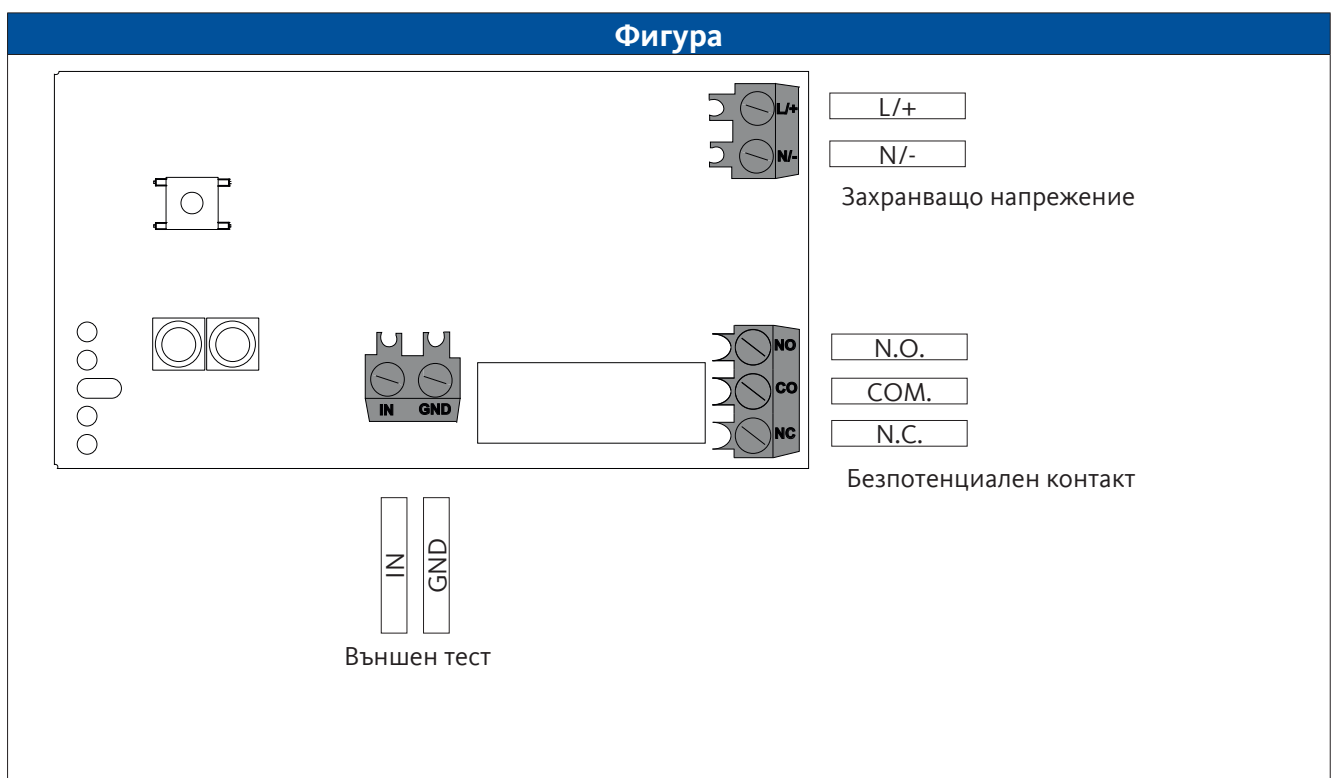 Фигура
L/+
N/-
L/+
N/-
Захранващо напрежение
NO
CO
NC
N.O.
COM.
N.C.
IN GND
Безпотенциален контакт
IN
GND
Външен тест